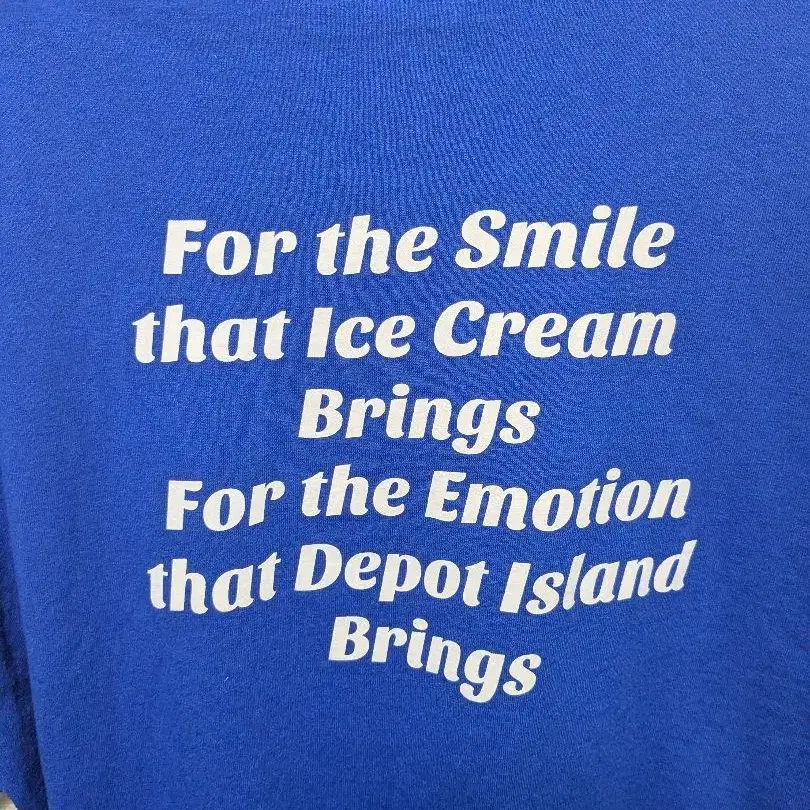 For the Smile
that Ice Cream
Brings
For the Emotion
that Depot Island
Brings